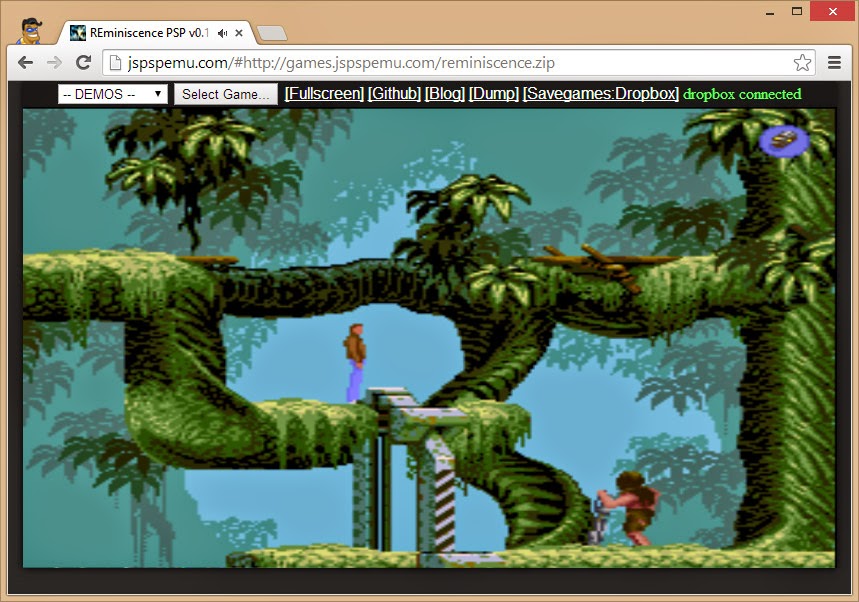 REminiscence PSP v0.1
jspspemu.com/#http://games.jspspemu.com/reminiscence.zip
-- DEMOS -- Select Game... [Fullscreen] [Github] [Blog] [Dump] [Savegames:Dropbox] dropbox connected